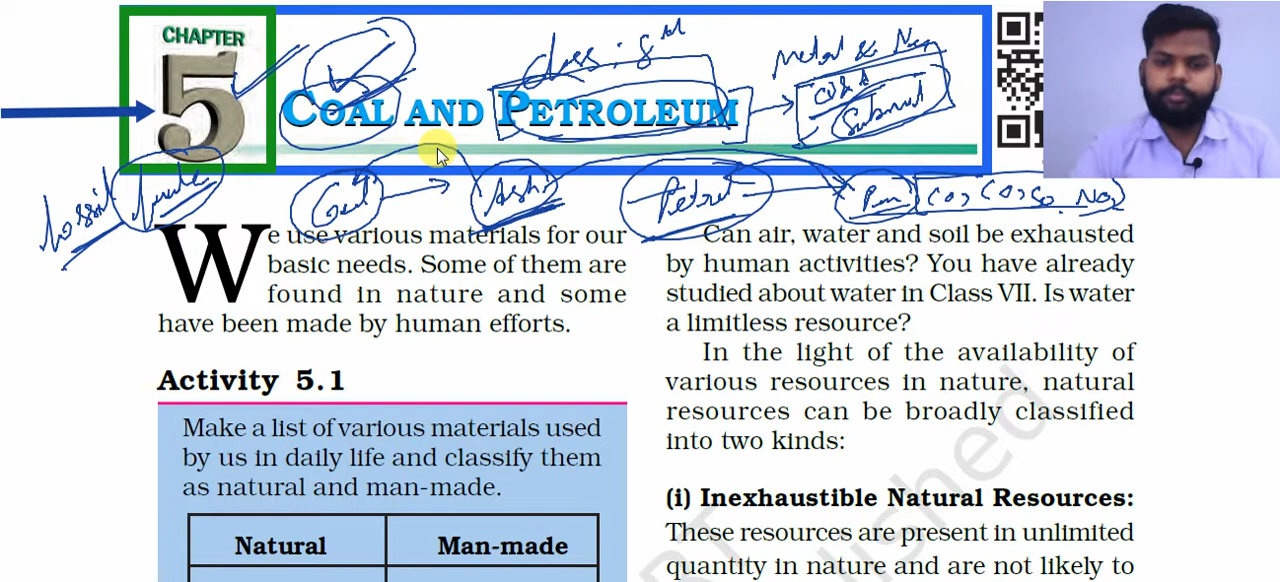 CHAPTER
5
COAL AND PETROLEUM
class : 8th
Metal & Non
Coal
Petrol
We use various materials for our
basic needs. Some of them are
found in nature and some
have been made by human efforts.
Activity 5.1
Make a list of various materials used
by us in daily life and classify them
as natural and man-made.
Natural Man-made
Can air, water and soil be exhausted
by human activities? You have already
studied about water in Class VII. Is water
a limitless resource?
In the light of the availability of
various resources in nature, natural
resources can be broadly classified
into two kinds:
(i) Inexhaustible Natural Resources:
These resources are present in unlimited
quantity in nature and are not likely to